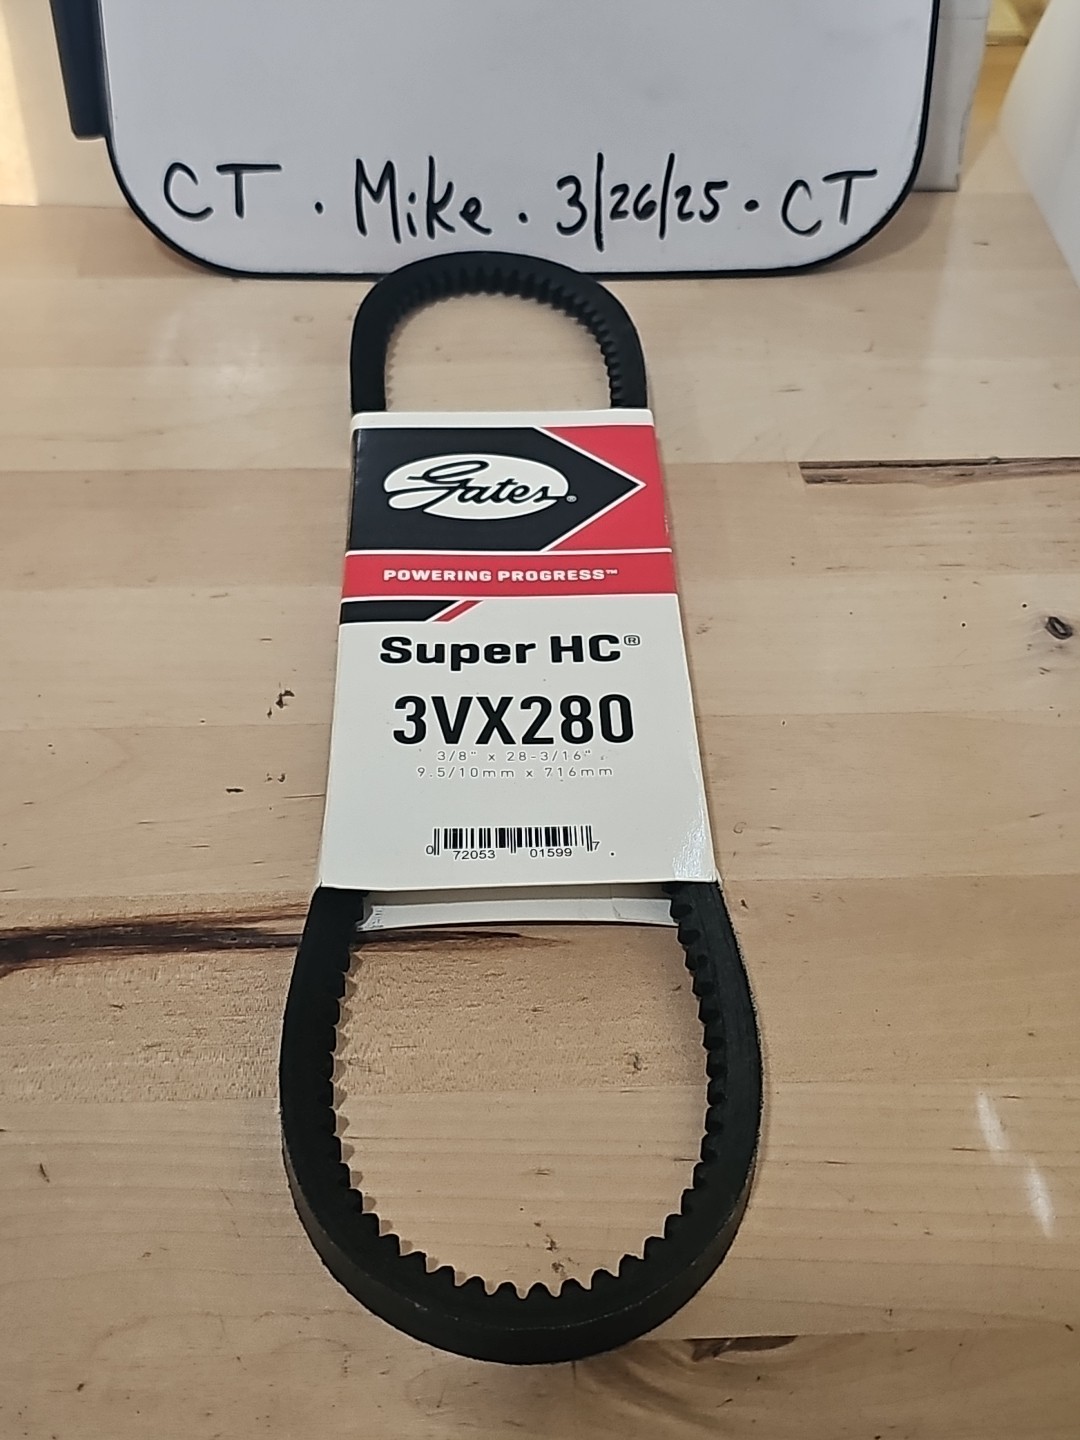 CT • Mike • 3/26/25 • CT
Gates®
POWERING PROGRESS™
Super HC®
3VX280
3/8" x 28-3/16"
9.5/10mm x 716mm
0 72053 01599 7